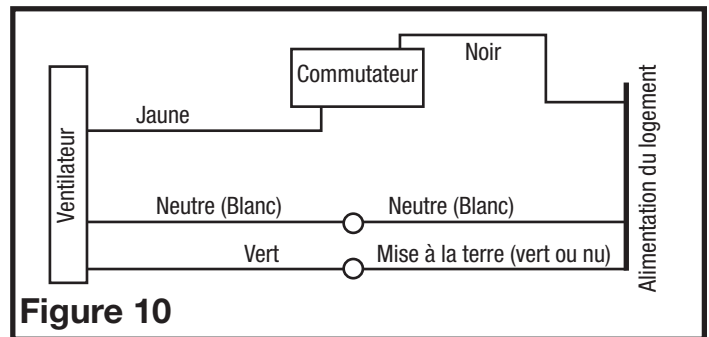 Noir
Commutateur
Jaune
Ventilateur
Alimentation du logement
Neutre (Blanc)
Neutre (Blanc)
Vert
Mise à la terre (vert ou nu)
Figure 10